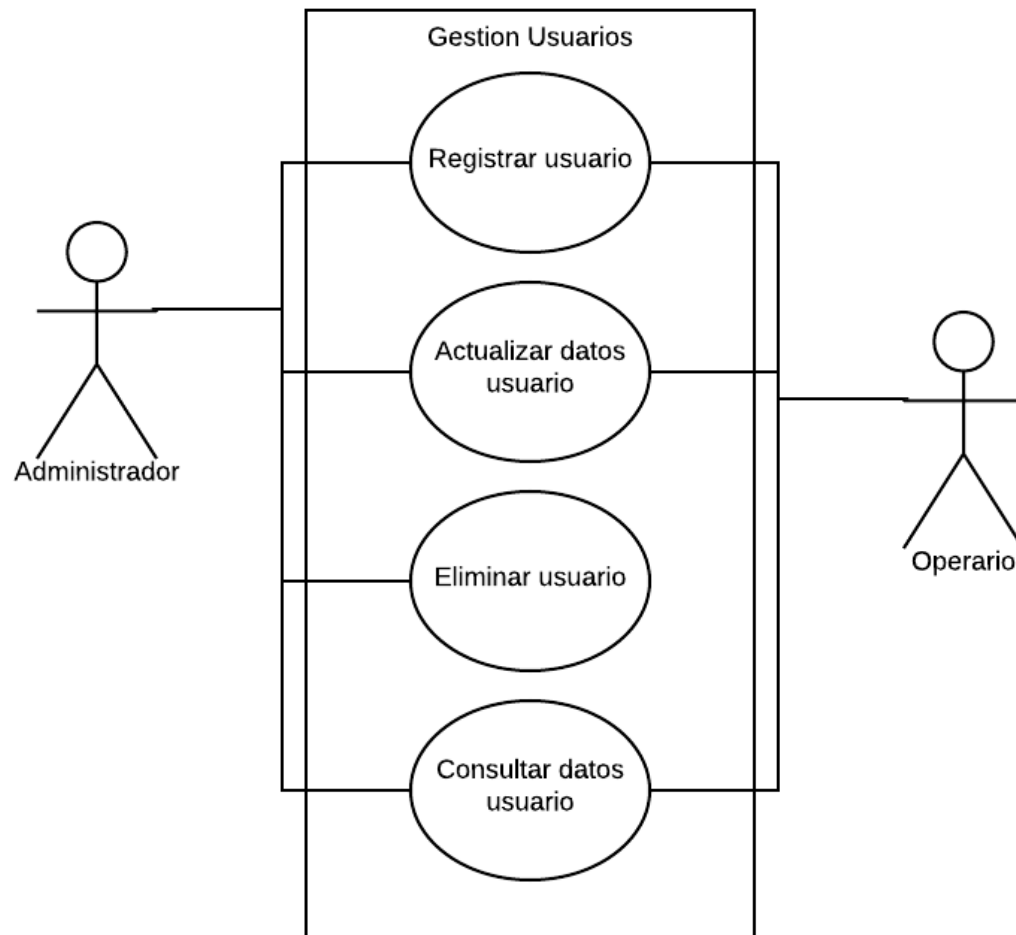 Gestion Usuarios
Registrar usuario
Actualizar datos
usuario
Administrador
Eliminar usuario
Operario
Consultar datos
usuario